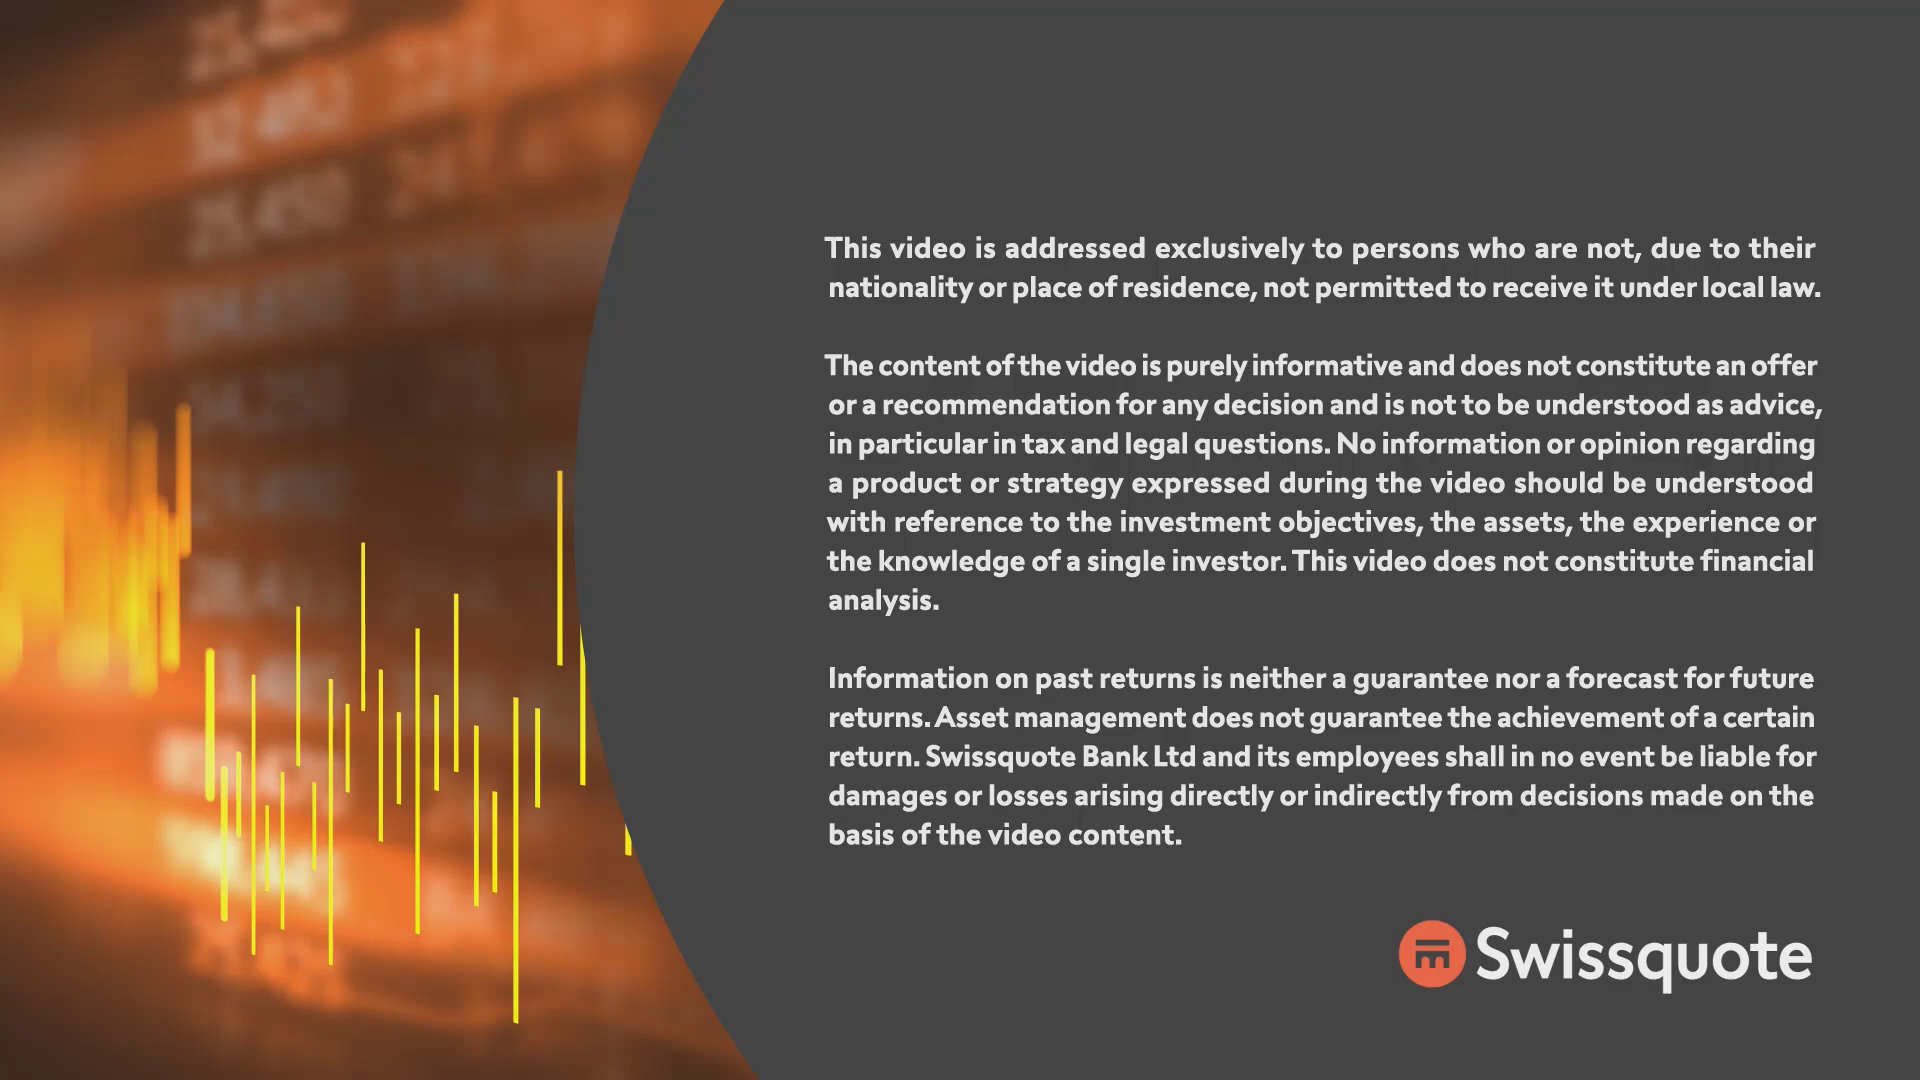 This video is addressed exclusively to persons who are not, due to their
nationality or place of residence, not permitted to receive it under local law.
The content of the video is purely informative and does not constitute an offer
or a recommendation for any decision and is not to be understood as advice,
in particular in tax and legal questions. No information or opinion regarding
a product or strategy expressed during the video should be understood
with reference to the investment objectives, the assets, the experience or
the knowledge of a single investor. This video does not constitute financial
analysis.
Information on past returns is neither a guarantee nor a forecast for future
returns. Asset management does not guarantee the achievement of a certain
return. Swissquote Bank Ltd and its employees shall in no event be liable for
damages or losses arising directly or indirectly from decisions made on the
basis of the video content.
Swissquote